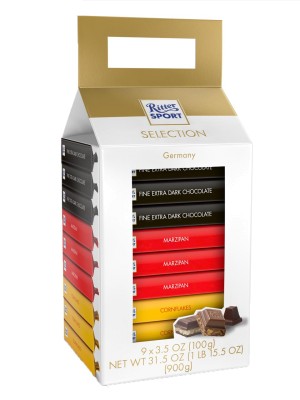 Ritter
SPORT
SELECTION
Germany
FINE EXTRA DARK CHOCOLATE
FINE EXTRA DARK CHOCOLATE
FINE EXTRA DARK CHOCOLATE
MARZIPAN
MARZIPAN
MARZIPAN
CORNFLAKES
9 x 3.5 OZ (100g)
NET WT 31.5 OZ (1 LB 15.5 OZ)
(900g)